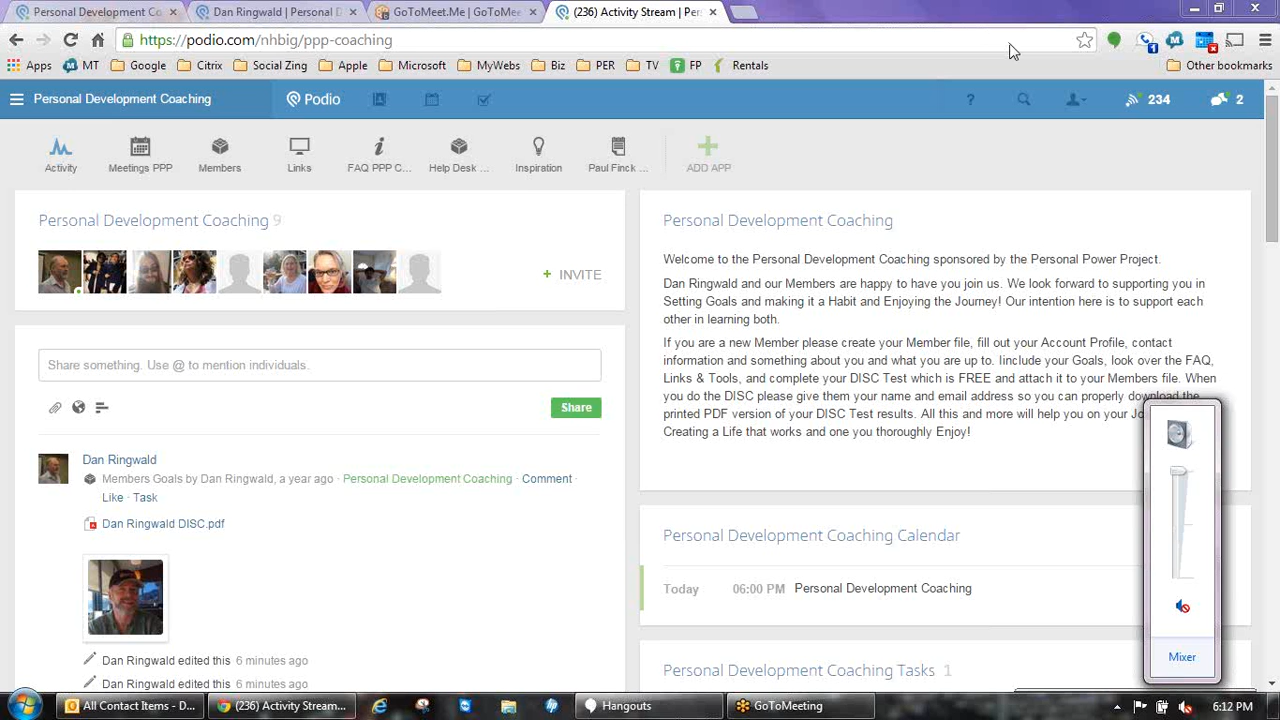 Personal Development Co
Dan Ringwald | Personal D
GoToMeet.Me | GoToMee
(236) Activity Stream | Per
https://podio.com/nhbig/ppp-coaching
1
Apps
MT
Google
Citrix
Social Zing
Apple
Microsoft
MyWebs
Biz
PER
TV
FP
Rentals
Other bookmarks
Personal Development Coaching
Podio
?
234
2
Activity
Meetings PPP
Members
Links
FAQ PPP C...
Help Desk ...
Inspiration
Paul Finck ...
ADD APP
Personal Development Coaching 9
+ INVITE
Share something. Use @ to mention individuals.
Share
Dan Ringwald
Members Goals by Dan Ringwald, a year ago · Personal Development Coaching · Comment ·
Like · Task
Dan Ringwald DISC.pdf
Dan Ringwald edited this 6 minutes ago
Dan Ringwald edited this 6 minutes ago
Personal Development Coaching
Welcome to the Personal Development Coaching sponsored by the Personal Power Project.
Dan Ringwald and our Members are happy to have you join us. We look forward to supporting you in
Setting Goals and making it a Habit and Enjoying the Journey! Our intention here is to support each
other in learning both.
If you are a new Member please create your Member file, fill out your Account Profile, contact
information and something about you and what you are up to. Iinclude your Goals, look over the FAQ,
Links & Tools, and complete your DISC Test which is FREE and attach it to your Members file. When
you do the DISC please give them your name and email address so you can properly download the
printed PDF version of your DISC Test results. All this and more will help you on your Jo
Creating a Life that works and one you thoroughly Enjoy!
Personal Development Coaching Calendar
Today 06:00 PM Personal Development Coaching
Personal Development Coaching Tasks 1
Mixer
All Contact Items - D...
(236) Activity Stream...
Hangouts
GoToMeeting
6:12 PM